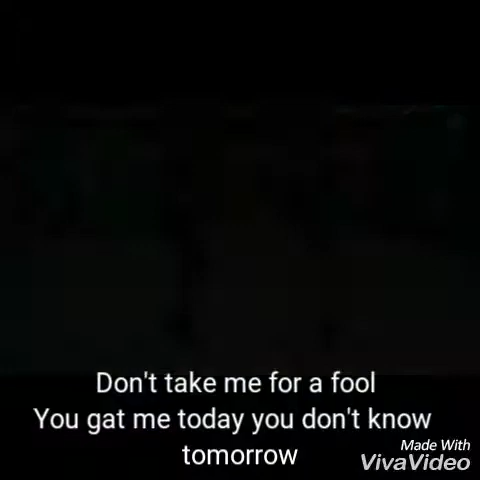 Don't take me for a fool
You gat me today you don't know
tomorrow
Made With
VivaVideo